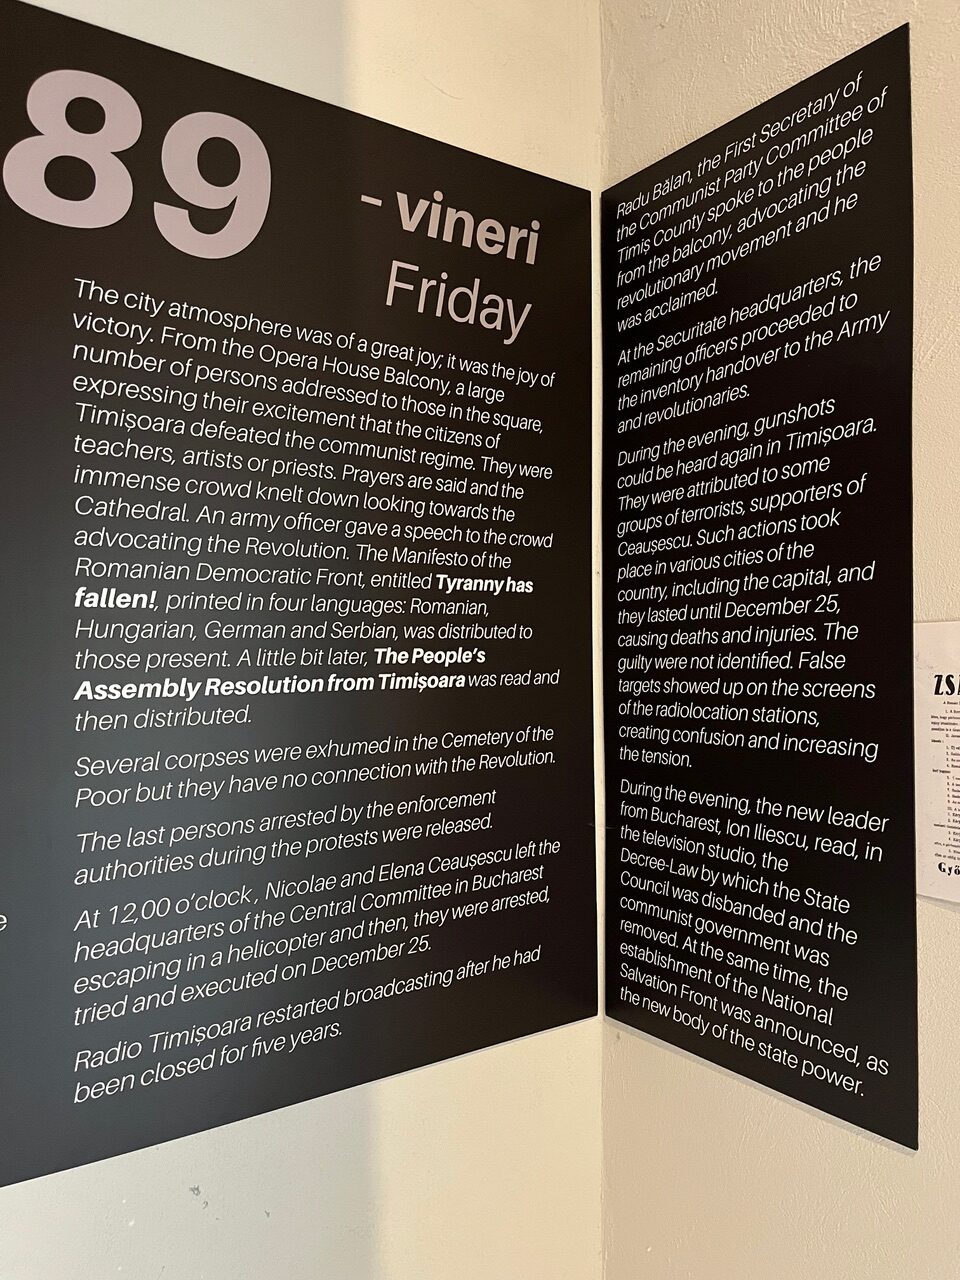 89
- vineri
Friday
The city atmosphere was of a great joy; it was the joy of
victory. From the Opera House Balcony, a large
number of persons addressed to those in the square,
expressing their excitement that the citizens of
Timișoara defeated the communist regime. They were
teachers, artists or priests. Prayers are said and the
immense crowd knelt down looking towards the
Cathedral. An army officer gave a speech to the crowd
advocating the Revolution. The Manifesto of the
Romanian Democratic Front, entitled Tyranny has
fallen!, printed in four languages: Romanian,
Hungarian, German and Serbian, was distributed to
those present. A little bit later, The People's
Assembly Resolution from Timișoara was read and
then distributed.
Several corpses were exhumed in the Cemetery of the
Poor but they have no connection with the Revolution.
The last persons arrested by the enforcement
authorities during the protests were released.
At 12,00 o'clock, Nicolae and Elena Ceaușescu left the
headquarters of the Central Committee in Bucharest
escaping in a helicopter and then, they were arrested,
tried and executed on December 25.
Radio Timișoara restarted broadcasting after he had
been closed for five years.
e
Radu Bălan, the First Secretary of
the Communist Party Committee of
Timiș County spoke to the people
from the balcony, advocating the
revolutionary movement and he
was acclaimed.
At the Securitate headquarters, the
remaining officers proceeded to
the inventory handover to the Army
and revolutionaries.
During the evening, gunshots
could be heard again in Timișoara.
They were attributed to some
groups of terrorists, supporters of
Ceaușescu. Such actions took
place in various cities of the
country, including the capital, and
they lasted until December 25,
causing deaths and injuries. The
guilty were not identified. False
targets showed up on the screens
of the radiolocation stations,
creating confusion and increasing
the tension.
During the evening, the new leader
from Bucharest, Ion Iliescu, read, in
the television studio, the
Decree-Law by which the State
Council was disbanded and the
communist government was
removed. At the same time, the
establishment of the National
Salvation Front was announced, as
the new body of the state power.